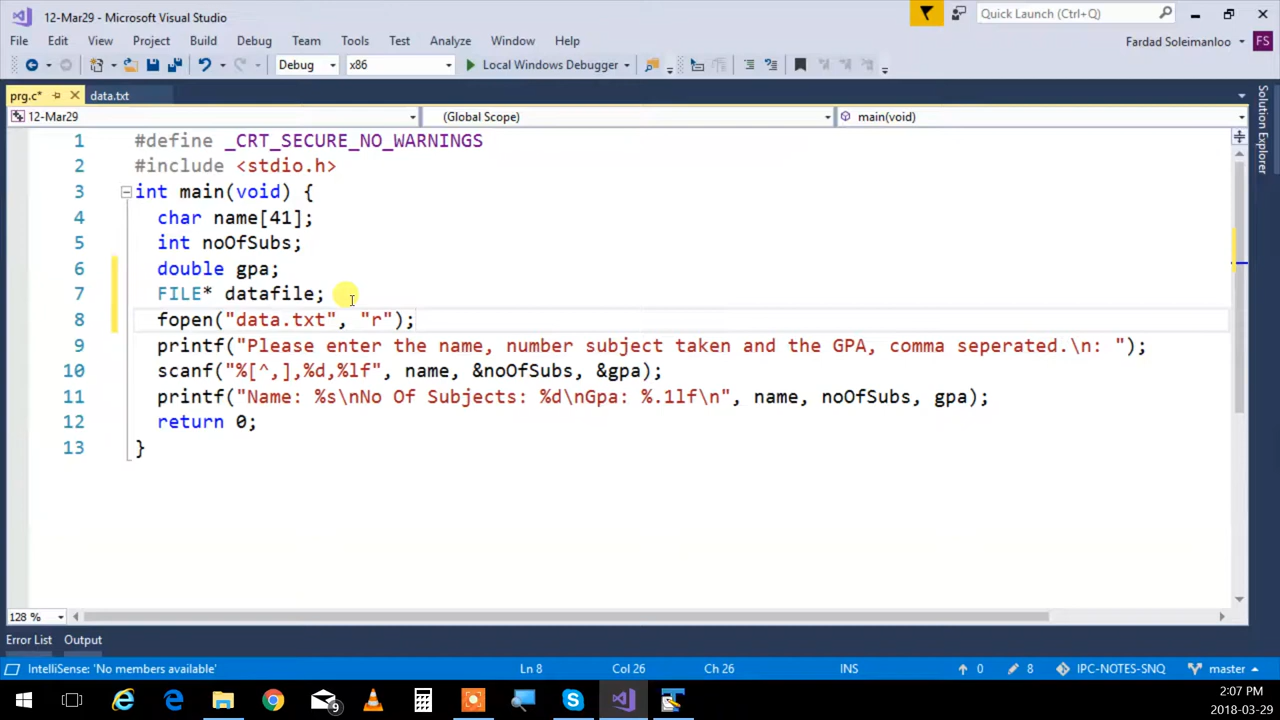 12-Mar29 - Microsoft Visual Studio
Quick Launch (Ctrl+Q)
File Edit View Project Build Debug Team Tools Test Analyze Window Help
Fardad Soleimanloo FS
Debug x86 Local Windows Debugger
prg.c* data.txt
12-Mar29 (Global Scope) main(void)
1 #define _CRT_SECURE_NO_WARNINGS
2 #include <stdio.h>
3 int main(void) {
4 char name[41];
5 int noOfSubs;
6 double gpa;
7 FILE* datafile;
8 fopen("data.txt", "r");
9 printf("Please enter the name, number subject taken and the GPA, comma seperated.\n: ");
10 scanf("%[^,],%d,%lf", name, &noOfSubs, &gpa);
11 printf("Name: %s\nNo Of Subjects: %d\nGpa: %.1lf\n", name, noOfSubs, gpa);
12 return 0;
13 }
Solution Explorer
128 %
Error List Output
IntelliSense: 'No members available' Ln 8 Col 26 Ch 26 INS 0 8 IPC-NOTES-SNQ master
9
2:07 PM
2018-03-29